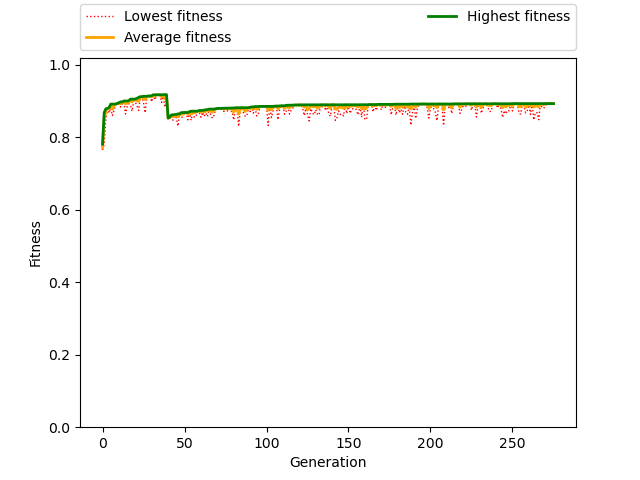 Lowest fitness
Average fitness
Highest fitness
1.0
0.8
0.6
0.4
0.2
0.0
Fitness
0 50 100 150 200 250
Generation